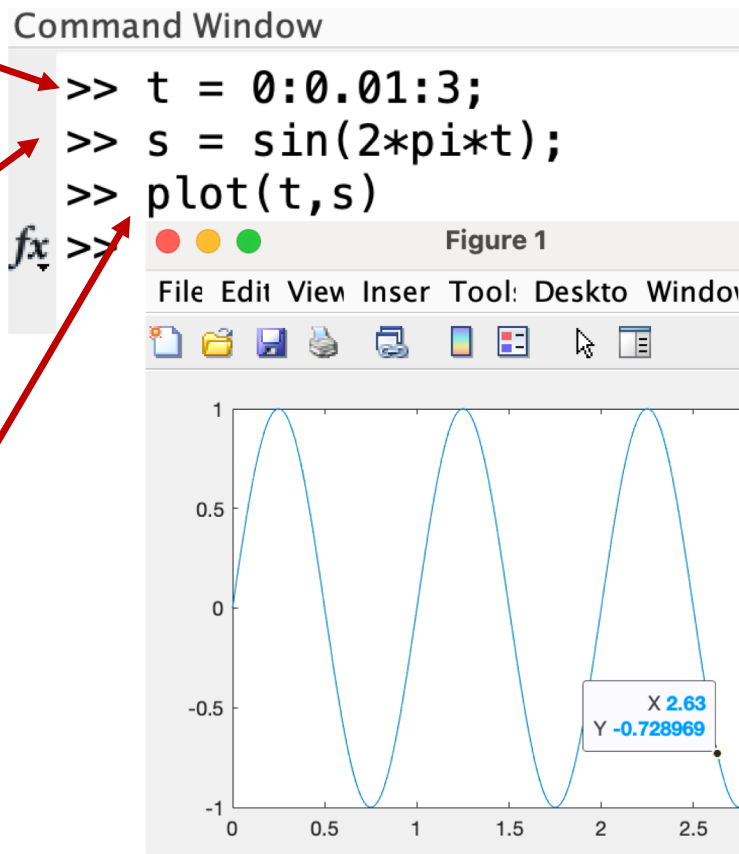 Command Window
>> t = 0:0.01:3;
>> s = sin(2*pi*t);
>> plot(t,s)
fx >>
Figure 1
File Edit View Inser Tool Deskto Windo
1
0.5
0
-0.5
-1
X 2.63
Y -0.728969
0 0.5 1 1.5 2 2.5